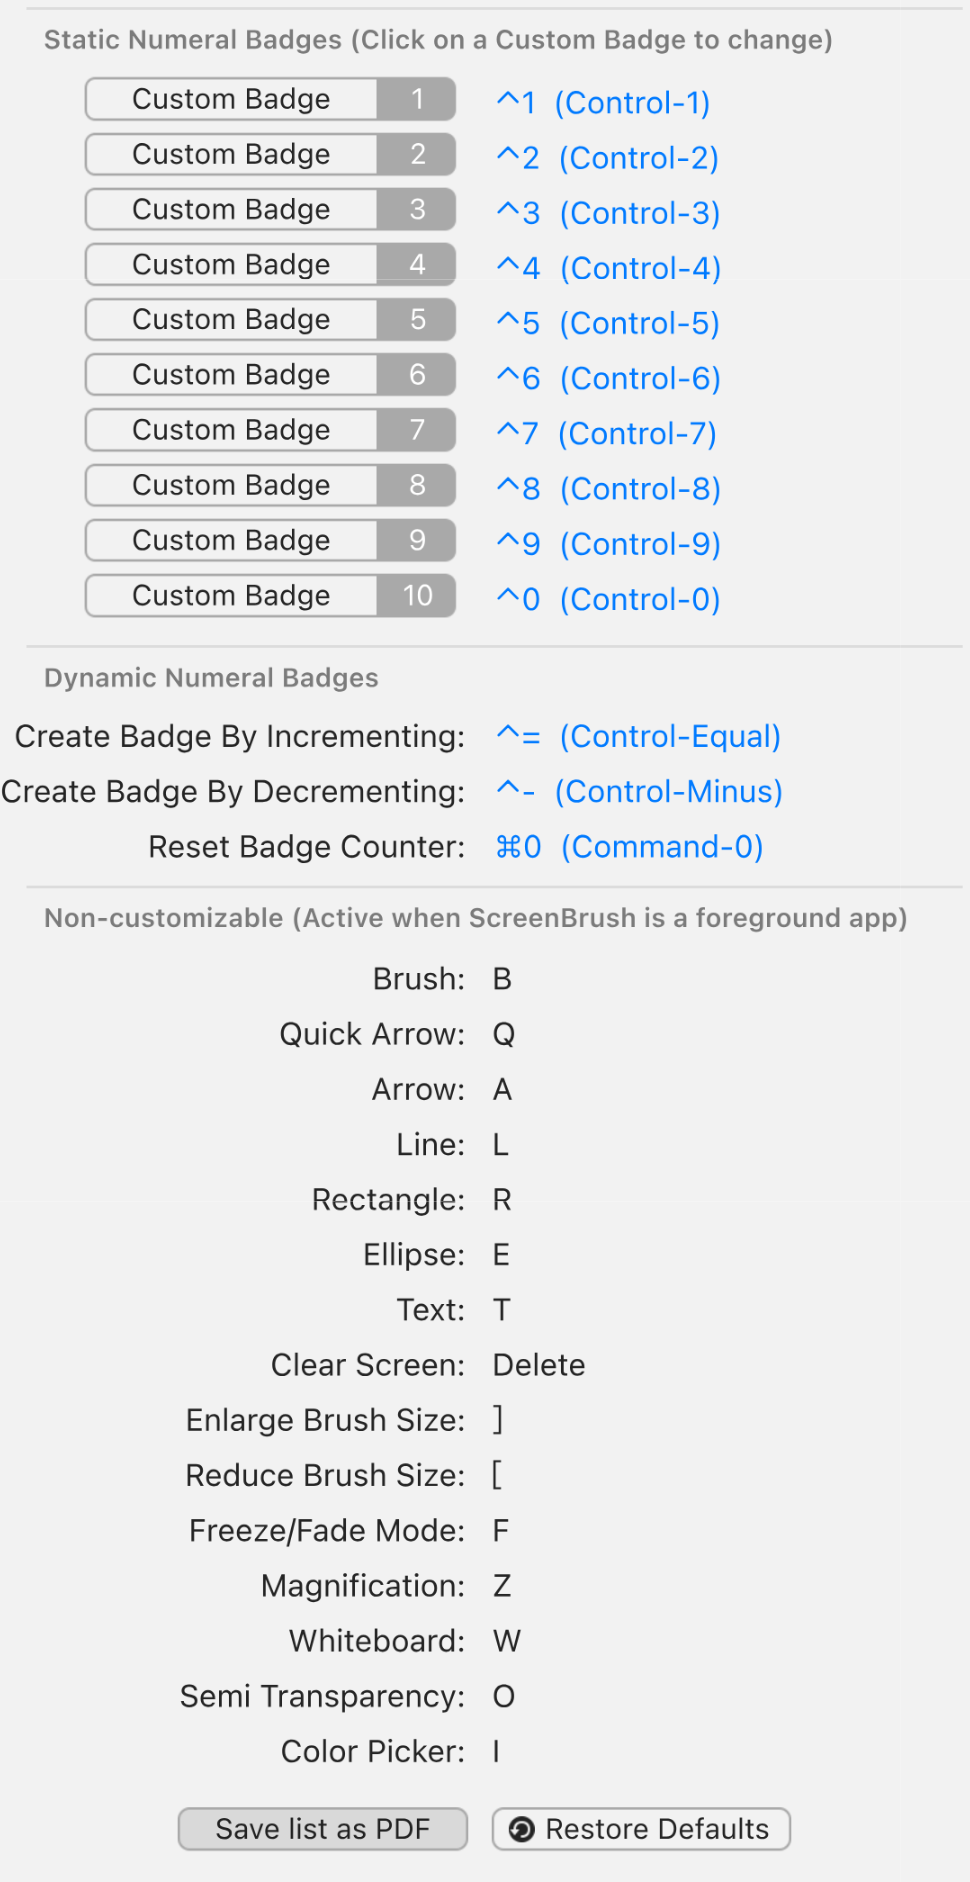 Static Numeral Badges (Click on a Custom Badge to change)
Custom Badge 1 ^1 (Control-1)
Custom Badge 2 ^2 (Control-2)
Custom Badge 3 ^3 (Control-3)
Custom Badge 4 ^4 (Control-4)
Custom Badge 5 ^5 (Control-5)
Custom Badge 6 ^6 (Control-6)
Custom Badge 7 ^7 (Control-7)
Custom Badge 8 ^8 (Control-8)
Custom Badge 9 ^9 (Control-9)
Custom Badge 10 ^0 (Control-0)
Dynamic Numeral Badges
Create Badge By Incrementing: ^= (Control-Equal)
Create Badge By Decrementing: ^- (Control-Minus)
Reset Badge Counter: ⌘0 (Command-0)
Non-customizable (Active when ScreenBrush is a foreground app)
Brush: B
Quick Arrow: Q
Arrow: A
Line: L
Rectangle: R
Ellipse: E
Text: T
Clear Screen: Delete
Enlarge Brush Size: ]
Reduce Brush Size: [
Freeze/Fade Mode: F
Magnification: Z
Whiteboard: W
Semi Transparency: O
Color Picker: I
Save list as PDF Restore Defaults